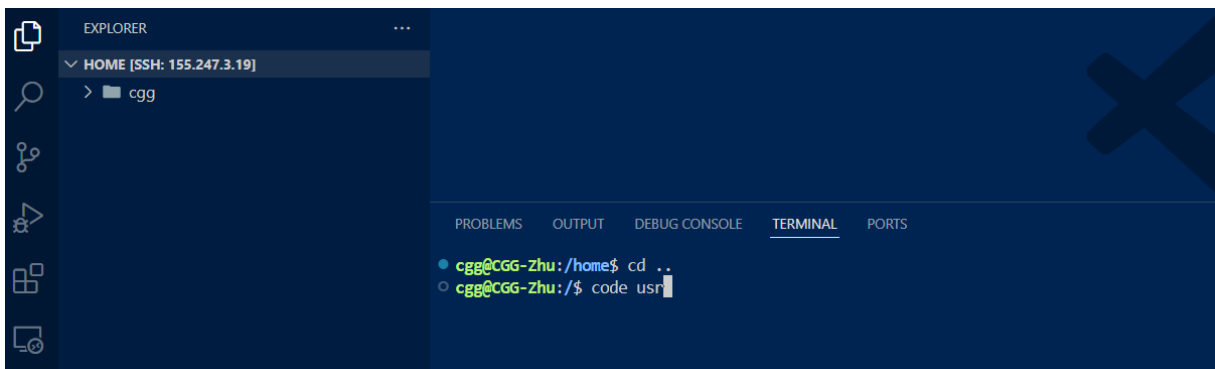 EXPLORER
HOME [SSH: 155.247.3.19]
cgg
PROBLEMS OUTPUT DEBUG CONSOLE TERMINAL PORTS
cgg@CGG-Zhu:/home$ cd ..
cgg@CGG-Zhu:/$ code usr